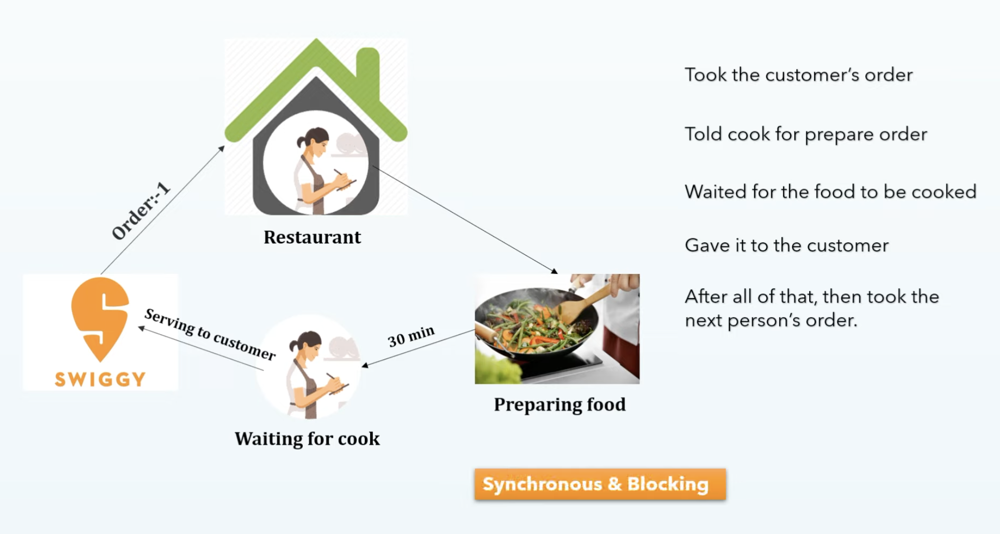 Took the customer's order
Told cook for prepare order
Waited for the food to be cooked
Gave it to the customer
After all of that, then took the
next person's order.
Order:-1
Restaurant
Serving to customer
30 min
SWIGGY
Preparing food
Waiting for cook
Synchronous & Blocking